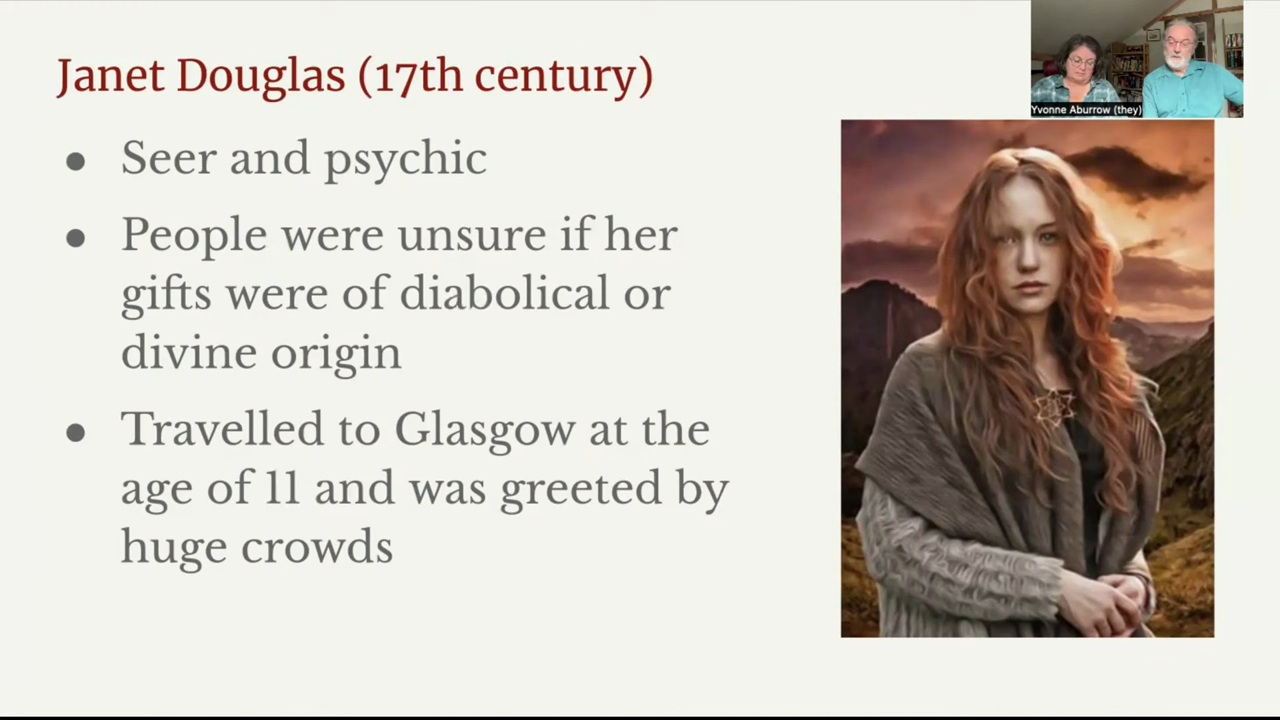 Janet Douglas (17th century)
● Seer and psychic
● People were unsure if her
gifts were of diabolical or
divine origin
● Travelled to Glasgow at the
age of 11 and was greeted by
huge crowds
Yvonne Aburrow (they)